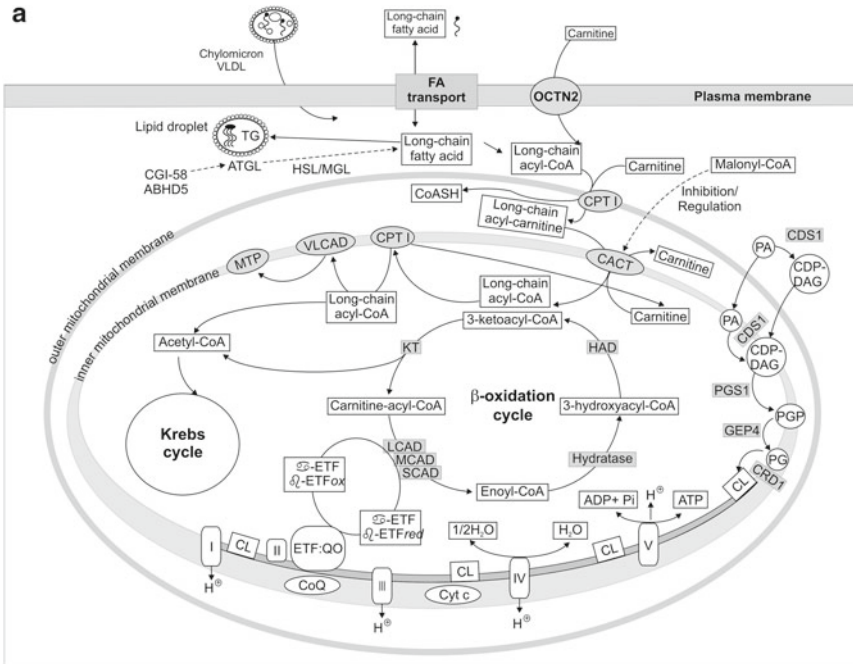 a
Chylomicron
VLDL
Long-chain
fatty acid
Carnitine
FA
transport
OCTN2
Plasma membrane
Lipid droplet
TG
ATGL
CGI-58
ABHD5
HSL/MGL
Long-chain
fatty acid
Long-chain
acyl-CoA
Carnitine
Malonyl-CoA
CoASH
CPT I
Inhibition/
Regulation
Long-chain
acyl-carnitine
outer mitochondrial membrane
inner mitochondrial membrane
MTP
VLCAD
CPT I
CACT
Carnitine
PA
CDS1
CDP-
DAG
Long-chain
acyl-CoA
Long-chain
acyl-CoA
Carnitine
PA
CDS1
CDP-
DAG
Acetyl-CoA
3-ketoacyl-CoA
KT
HAD
β-oxidation
cycle
Carnitine-acyl-CoA
3-hydroxyacyl-CoA
PGS1
PGP
GEP4
PG
CRD1
CL
Krebs
cycle
LCAD
MCAD
SCAD
Hydratase
Enoyl-CoA
♋-ETF
♌-ETFox
♋-ETF
♌-ETFred
ADP+ Pi
H⊕
ATP
1/2H₂O
H₂O
I
CL
II
ETF:QO
CoQ
III
CL
Cyt c
IV
CL
V
H⊕
H⊕
H⊕